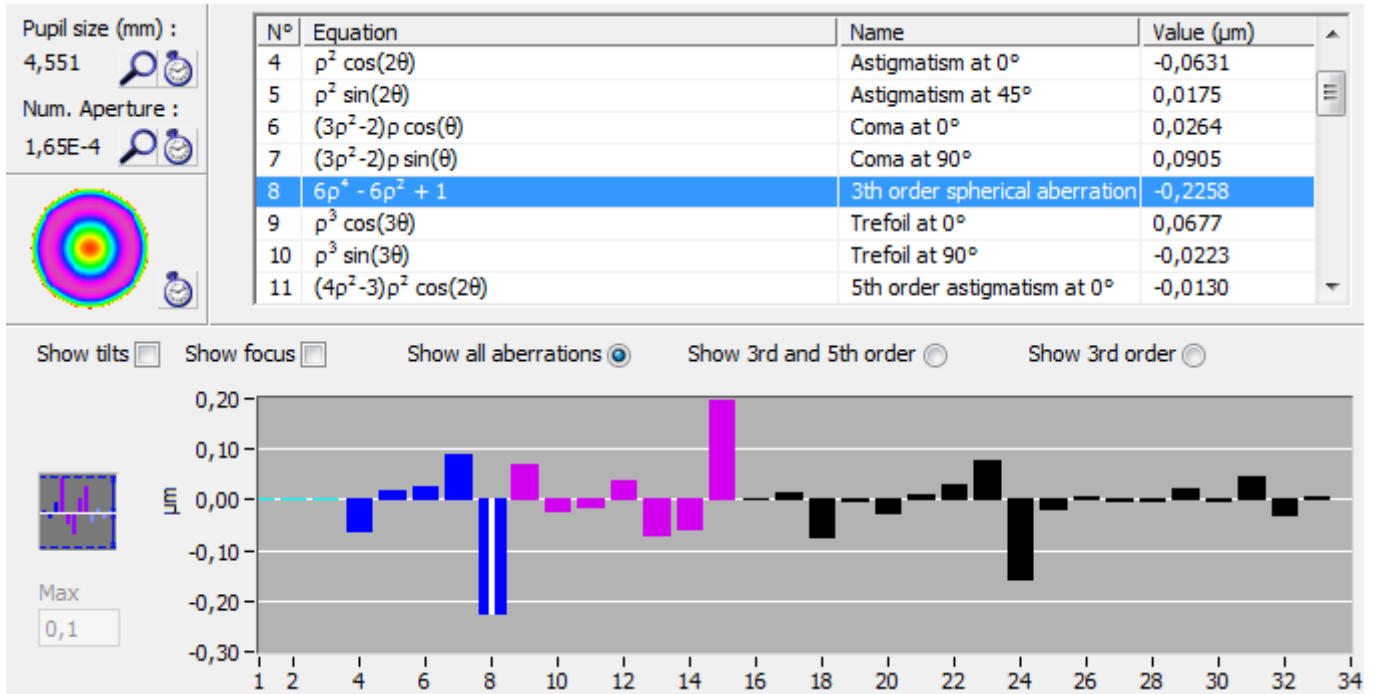 Pupil size (mm) :
4,551
Num. Aperture :
1,65E-4
N° Equation Name Value (µm)
4 ρ² cos(2θ) Astigmatism at 0° -0,0631
5 ρ² sin(2θ) Astigmatism at 45° 0,0175
6 (3ρ²-2)ρ cos(θ) Coma at 0° 0,0264
7 (3ρ²-2)ρ sin(θ) Coma at 90° 0,0905
8 6ρ⁴ - 6ρ² + 1 3th order spherical aberration -0,2258
9 ρ³ cos(3θ) Trefoil at 0° 0,0677
10 ρ³ sin(3θ) Trefoil at 90° -0,0223
11 (4ρ²-3)ρ² cos(2θ) 5th order astigmatism at 0° -0,0130
Show tilts Show focus Show all aberrations Show 3rd and 5th order Show 3rd order
0,20
0,10
0,00
-0,10
-0,20
-0,30
µm
Max
0,1
1 2 4 6 8 10 12 14 16 18 20 22 24 26 28 30 32 34